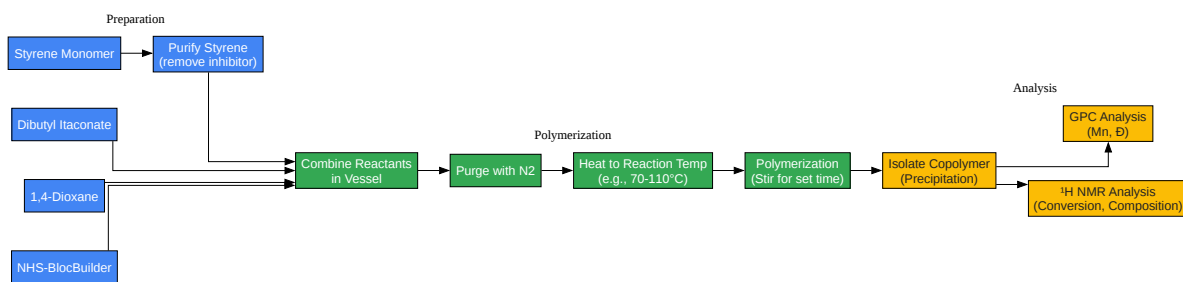 Preparation
Styrene Monomer
Purify Styrene
(remove inhibitor)
Dibutyl Itaconate
1,4-Dioxane
NHS-BlocBuilder
Polymerization
Combine Reactants
in Vessel
Purge with N2
Heat to Reaction Temp
(e.g., 70-110°C)
Polymerization
(Stir for set time)
Analysis
Isolate Copolymer
(Precipitation)
GPC Analysis
(Mn, Đ)
¹H NMR Analysis
(Conversion, Composition)